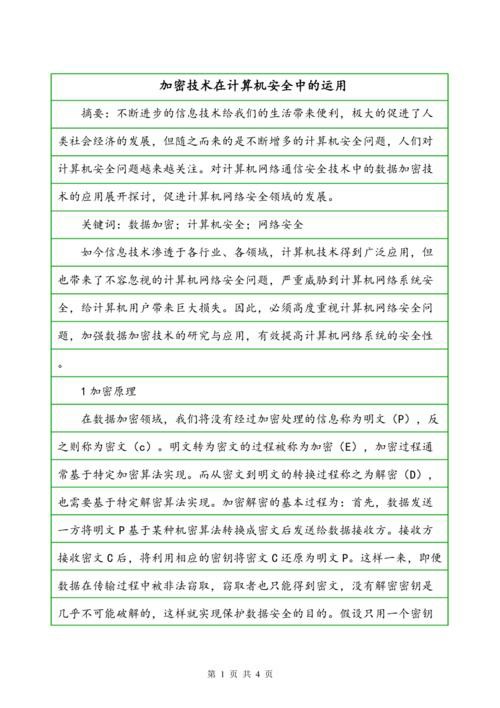 加密技术在计算机安全中的运用
摘要：不断进步的信息技术给我们的生活带来便利，极大的促进了人
类社会经济的发展，但随之而来的是不断增多的计算机安全问题，人们对
计算机安全问题越来越关注。对计算机网络通信安全技术中的数据加密技
术的应用展开探讨，促进计算机网络安全领域的发展。
关键词：数据加密；计算机安全；网络安全
如今信息技术渗透于各行业、各领域，计算机技术得到广泛应用，但
也带来了不容忽视的计算机网络安全问题，严重威胁到计算机网络系统安
全，给计算机用户带来巨大损失。因此，必须高度重视计算机网络安全问
题，加强数据加密技术的研究与应用，有效提高计算机网络系统的安全性
。
1加密原理
在数据加密领域，我们将没有经过加密处理的信息称为明文（P），反
之则称为密文（c）。明文转为密文的过程被称为加密（E），加密过程通
常基于特定加密算法实现。而从密文到明文的转换过程称之为解密（D），
也需要基于特定解密算法实现。加密解密的基本过程为：首先，数据发送
一方将明文P基于某种机密算法转换成密文后发送给数据接收方。接收方
接收密文C后，将利用相应的密钥将密文C还原为明文P。这样一来，即便
数据在传输过程中被非法窃取，窃取者也只能得到密文，没有解密密钥是
几乎不可能破解的，这样就实现保护数据安全的目的。假设只用一个密钥
第 1 页 共 4 页